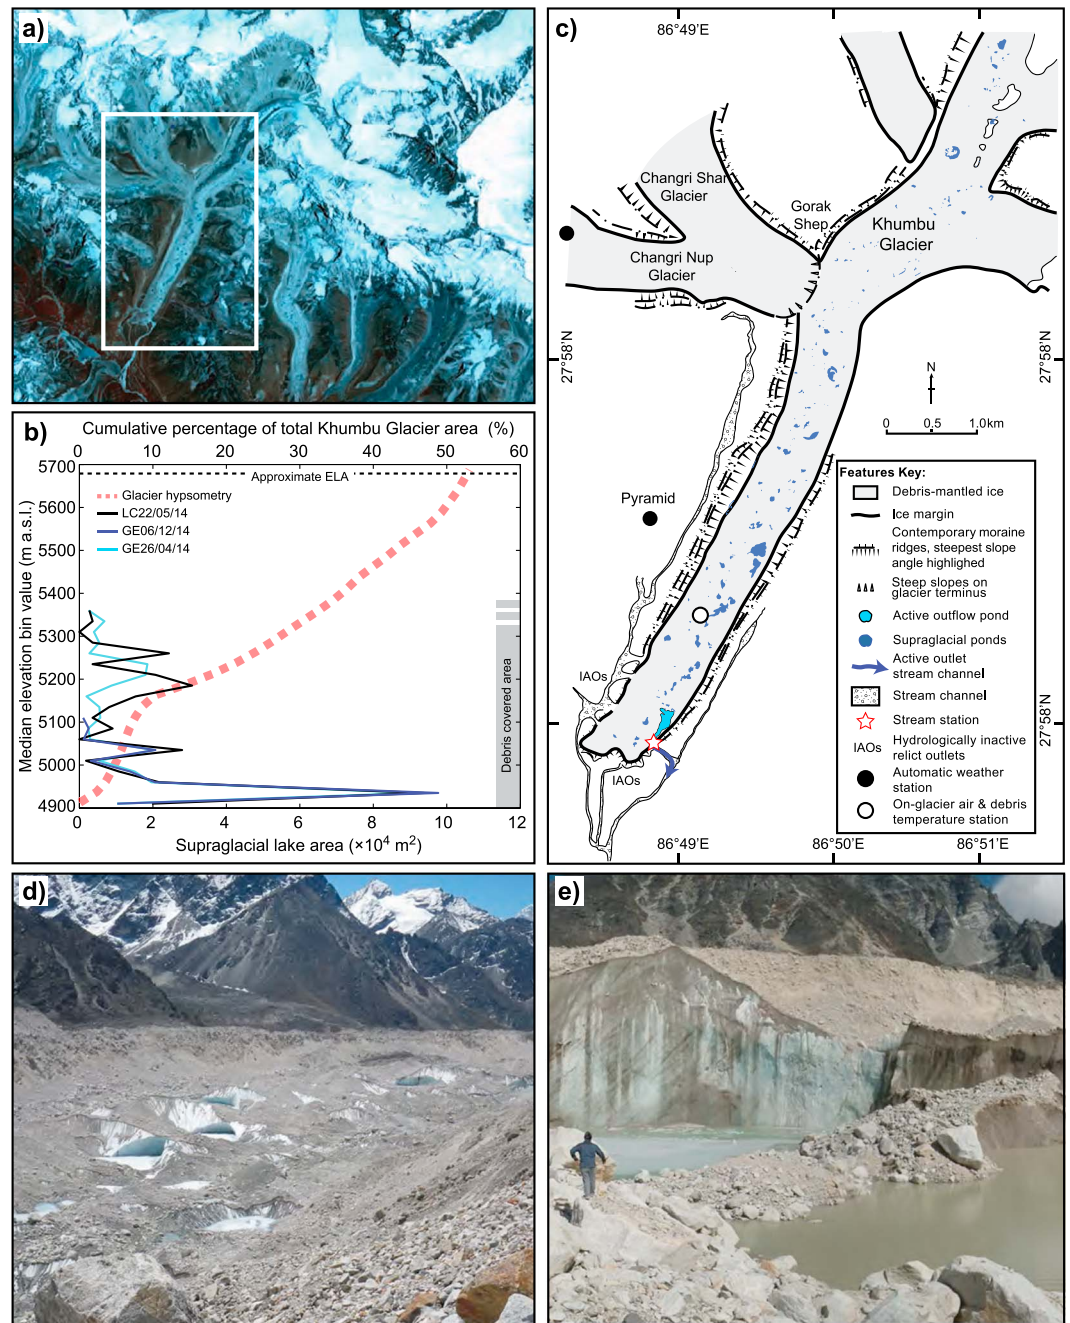 a)
b)
Cumulative percentage of total Khumbu Glacier area (%)
0 10 20 30 40 50 60
5700
5600
5500
5400
5300
5200
5100
5000
4900
Median elevation bin value (m a.s.l.)
Approximate ELA
Glacier hypsometry
LC22/05/14
GE06/12/14
GE26/04/14
Debris covered area
0 2 4 6 8 10 12
Supraglacial lake area (×10⁴ m²)
c)
86°49'E
Changri Shar
Glacier
Gorak
Shep
Khumbu
Glacier
Changri Nup
Glacier
27°58'N
27°58'N
N
0 0.5 1.0km
Pyramid
IAOs
IAOs
27°58'N
Features Key:
Debris-mantled ice
Ice margin
Contemporary moraine
ridges, steepest slope
angle highlighed
Steep slopes on
glacier terminus
Active outflow pond
Supraglacial ponds
Active outlet
stream channel
Stream channel
Stream station
IAOs Hydrologically inactive
relict outlets
Automatic weather
station
On-glacier air & debris
temperature station
86°49'E 86°50'E 86°51'E
d)
e)